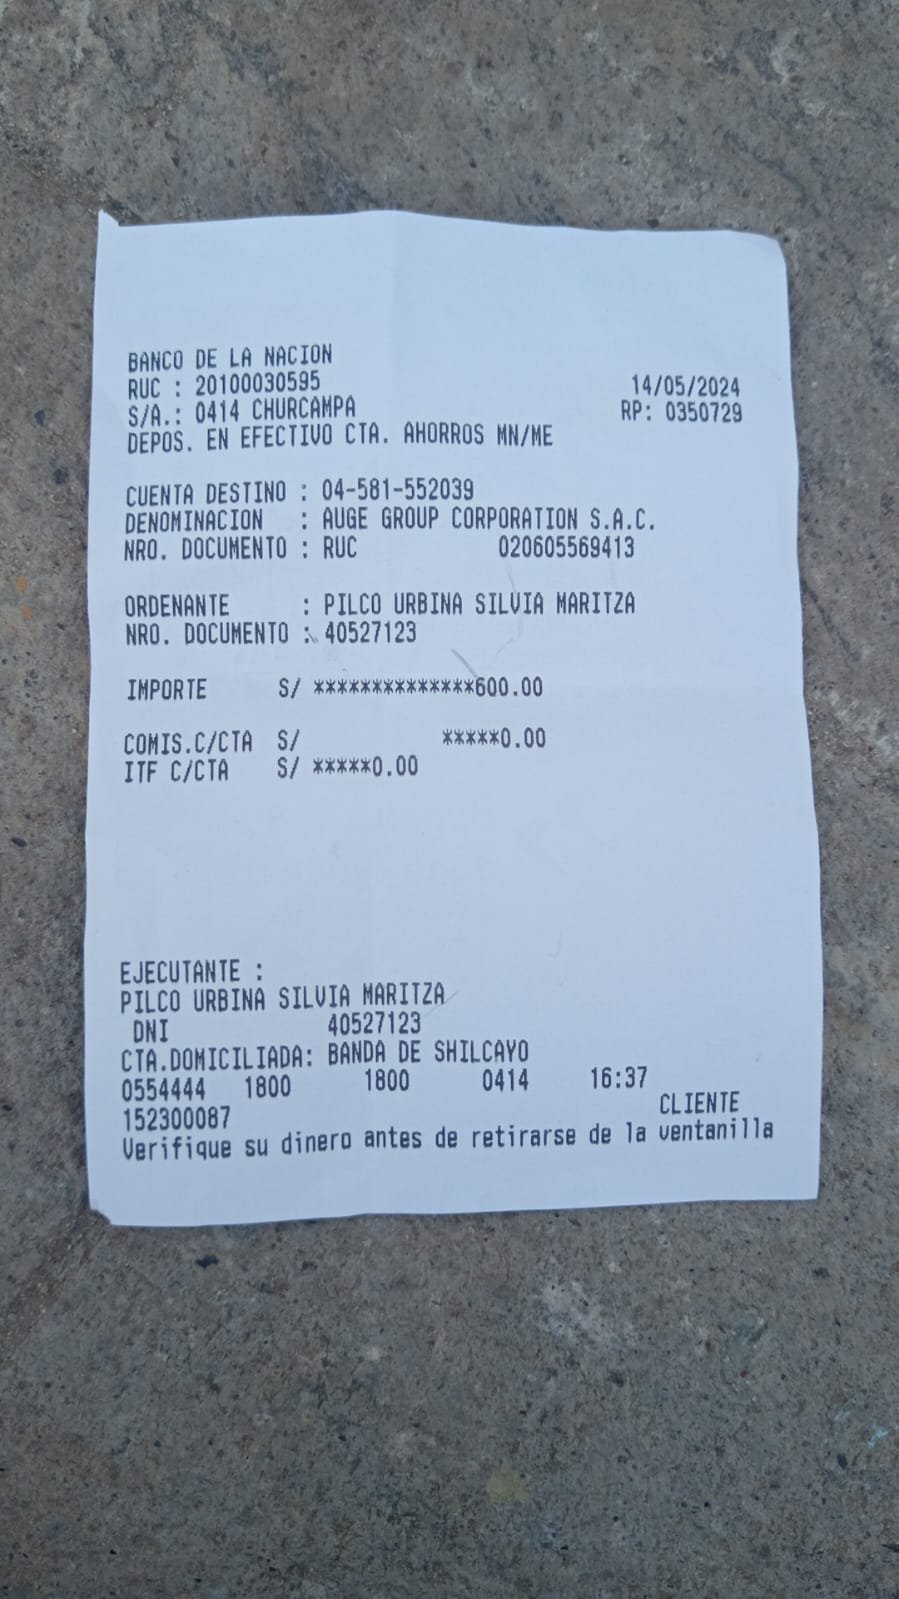 BANCO DE LA NACION
RUC : 20100030595 14/05/2024
S/A.: 0414 CHURCAMPA RP: 0350729
DEPOS. EN EFECTIVO CTA. AHORROS MN/ME
CUENTA DESTINO : 04-581-552039
DENOMINACION : AUGE GROUP CORPORATION S.A.C.
NRO. DOCUMENTO : RUC 020605569413
ORDENANTE : PILCO URBINA SILVIA MARITZA
NRO. DOCUMENTO : 40527123
IMPORTE S/ **************600.00
COMIS.C/CTA S/ *****0.00
ITF C/CTA S/ *****0.00
EJECUTANTE :
PILCO URBINA SILVIA MARITZA
DNI 40527123
CTA.DOMICILIADA: BANDA DE SHILCAYO
0554444 1800 1800 0414 16:37
152300087 CLIENTE
Verifique su dinero antes de retirarse de la ventanilla